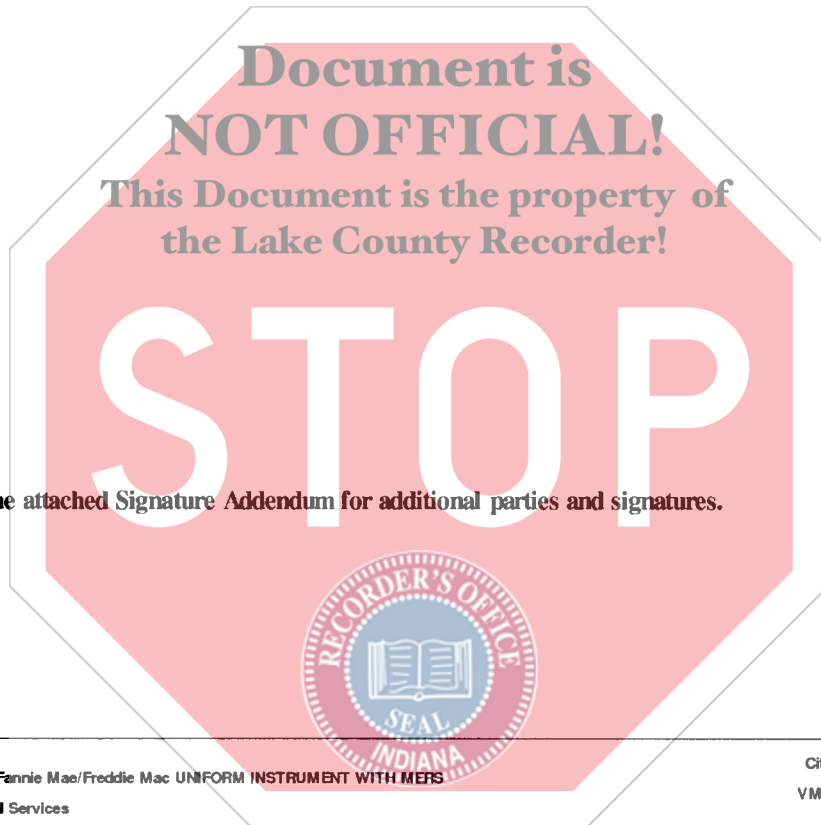 Document is
NOT OFFICIAL!
This Document is the property of
the Lake County Recorder!
STOP
attached Signature Addendum for additional parties and signatures.
RECORDER'S OFFICE
SEAL
INDIANA
Fannie Mae/Freddie Mac UNIFORM INSTRUMENT WITH MERS
Services